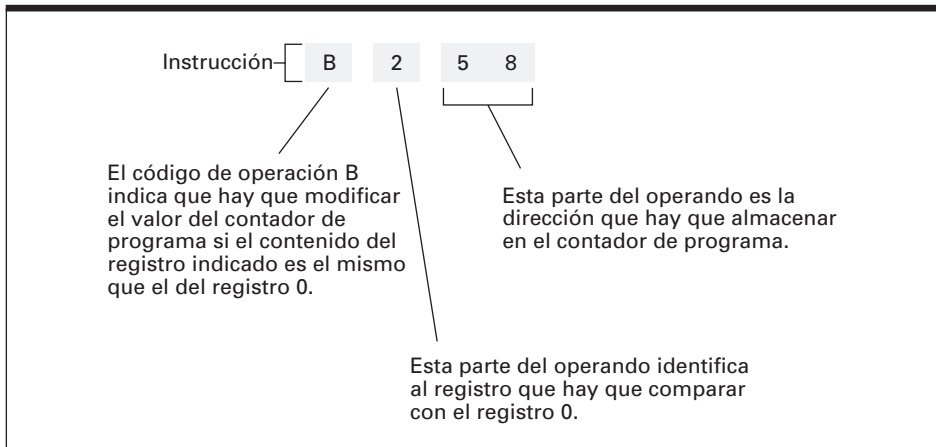 Instrucción B 2 5 8
El código de operación B
indica que hay que modificar
el valor del contador de
programa si el contenido del
registro indicado es el mismo
que el del registro 0.
Esta parte del operando es la
dirección que hay que almacenar
en el contador de programa.
Esta parte del operando identifica
al registro que hay que comparar
con el registro 0.